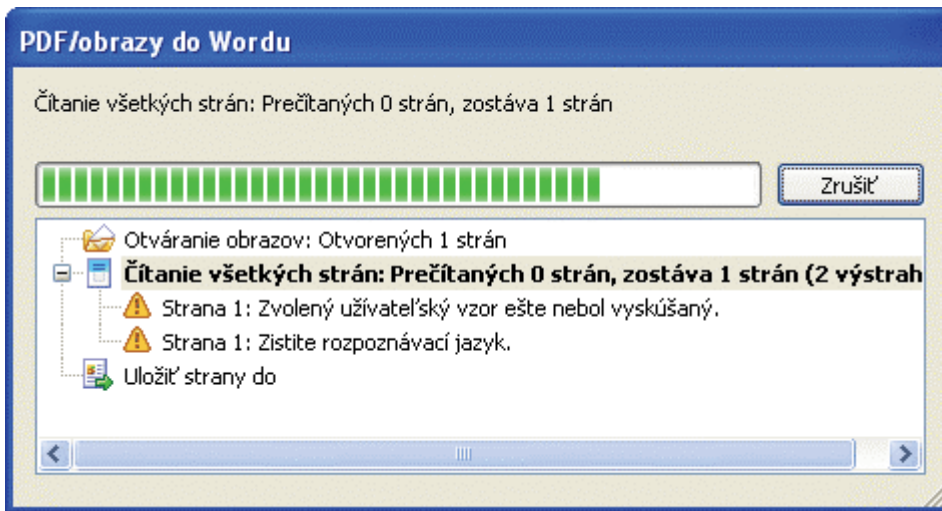 PDF/obrazy do Wordu
Čítanie všetkých strán: Prečítaných 0 strán, zostáva 1 strán
Zrušiť
Otváranie obrazov: Otvorených 1 strán
Čítanie všetkých strán: Prečítaných 0 strán, zostáva 1 strán (2 výstrah
Strana 1: Zvolený užívateľský vzor ešte nebol vyskúšaný.
Strana 1: Zistite rozpoznávací jazyk.
Uložiť strany do